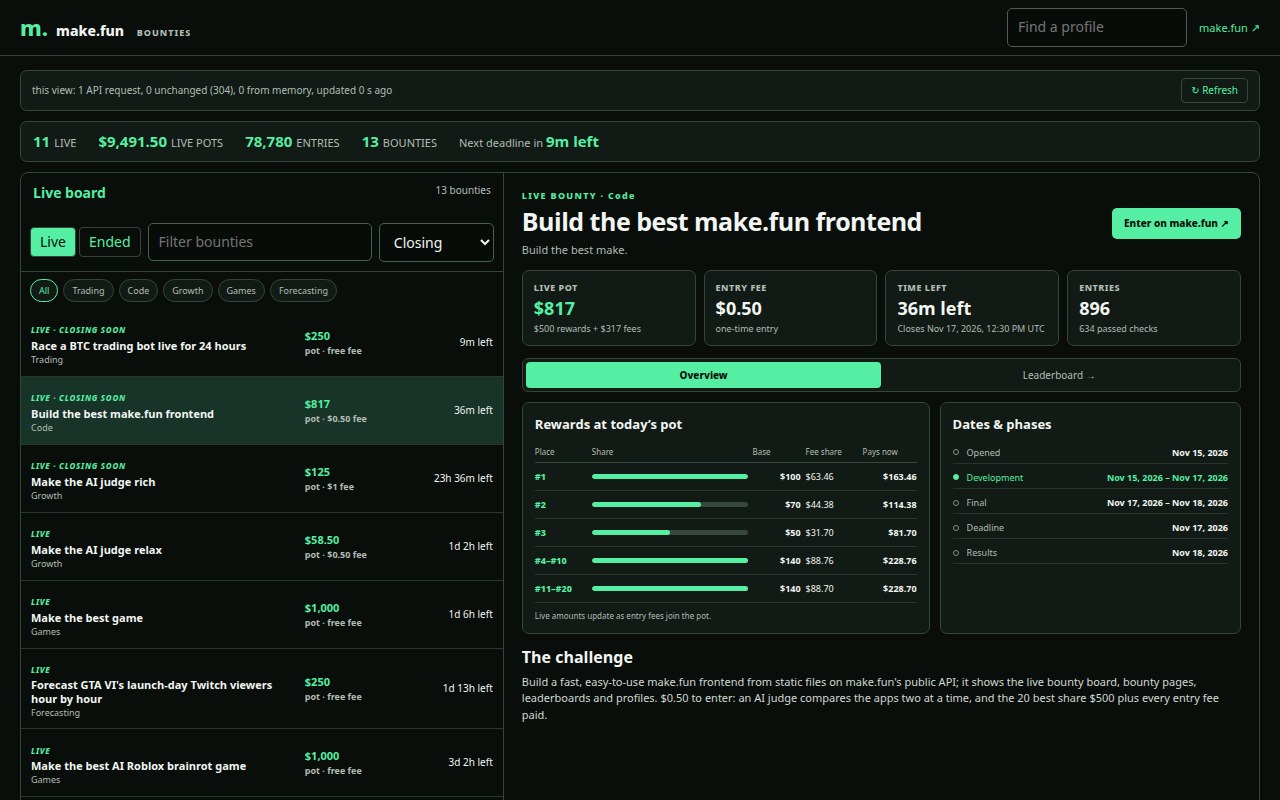 m. make.fun BOUNTIES
Find a profile
make.fun ↗
this view: 1 API request, 0 unchanged (304), 0 from memory, updated 0 s ago
↻ Refresh
11 LIVE $9,491.50 LIVE POTS 78,780 ENTRIES 13 BOUNTIES Next deadline in 9m left
Live board
13 bounties
Live
Ended
Filter bounties
Closing
All
Trading
Code
Growth
Games
Forecasting
LIVE · CLOSING SOON
Race a BTC trading bot live for 24 hours
Trading
$250
pot · free fee
9m left
LIVE · CLOSING SOON
Build the best make.fun frontend
Code
$817
pot · $0.50 fee
36m left
LIVE · CLOSING SOON
Make the AI judge rich
Growth
$125
pot · $1 fee
23h 36m left
LIVE
Make the AI judge relax
Growth
$58.50
pot · $0.50 fee
1d 2h left
LIVE
Make the best game
Games
$1,000
pot · free fee
1d 6h left
LIVE
Forecast GTA VI's launch-day Twitch viewers
hour by hour
Forecasting
$250
pot · free fee
1d 13h left
LIVE
Make the best AI Roblox brainrot game
Games
$1,000
pot · free fee
3d 2h left
LIVE BOUNTY · Code
Build the best make.fun frontend
Build the best make.
Enter on make.fun ↗
LIVE POT
$817
$500 rewards + $317 fees
ENTRY FEE
$0.50
one-time entry
TIME LEFT
36m left
Closes Nov 17, 2026, 12:30 PM UTC
ENTRIES
896
634 passed checks
Overview
Leaderboard →
Rewards at today's pot
Place Share Base Fee share Pays now
#1 $100 $63.46 $163.46
#2 $70 $44.38 $114.38
#3 $50 $31.70 $81.70
#4–#10 $140 $88.76 $228.76
#11–#20 $140 $88.70 $228.70
Live amounts update as entry fees join the pot.
Dates & phases
Opened Nov 15, 2026
Development Nov 15, 2026 – Nov 17, 2026
Final Nov 17, 2026 – Nov 18, 2026
Deadline Nov 17, 2026
Results Nov 18, 2026
The challenge
Build a fast, easy-to-use make.fun frontend from static files on make.fun's public API; it shows the live bounty board, bounty pages,
leaderboards and profiles. $0.50 to enter: an AI judge compares the apps two at a time, and the 20 best share $500 plus every entry fee
paid.